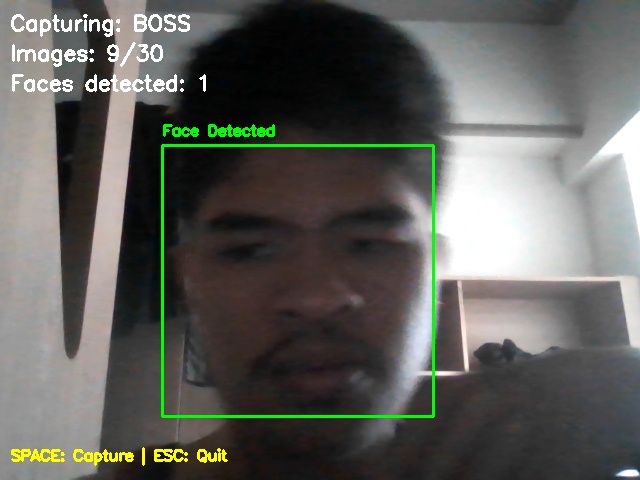 Capturing: BOSS
Images: 9/30
Faces detected: 1
Face Detected
SPACE: Capture | ESC: Quit